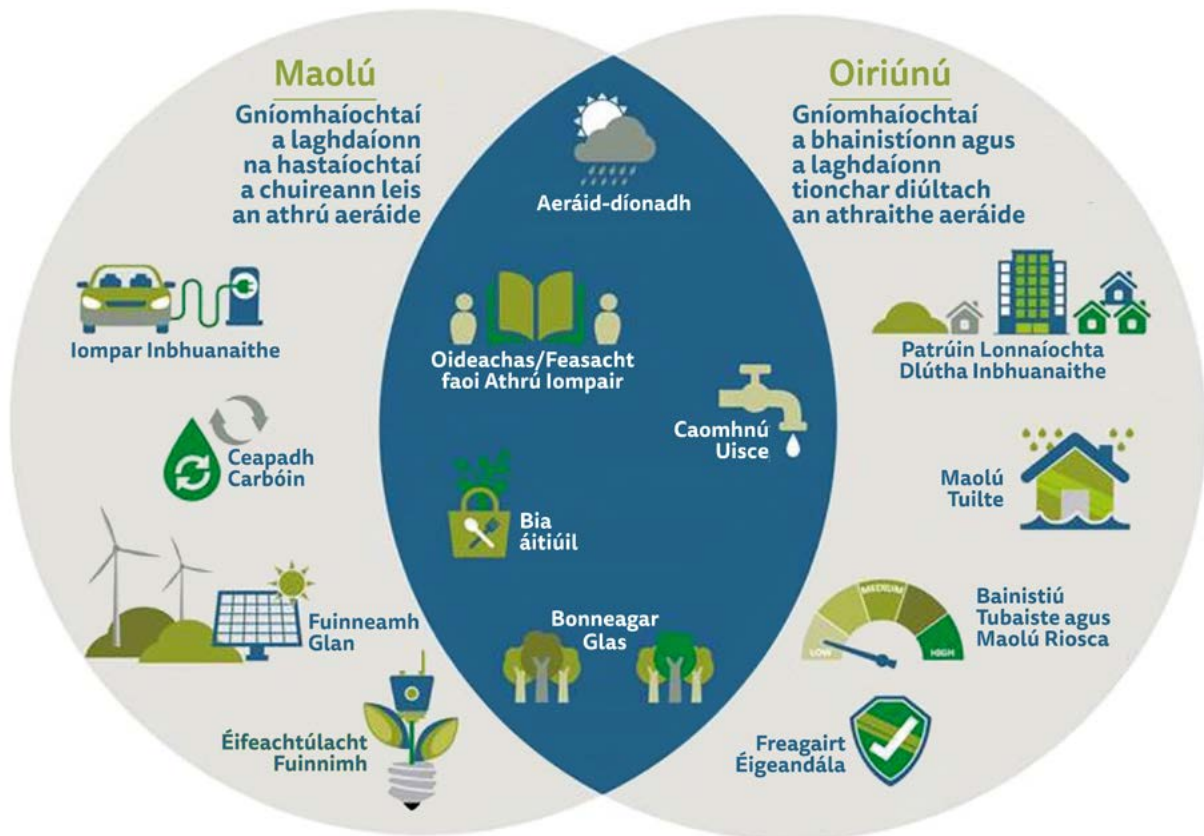 Maolú
Gníomhaíochtaí
a laghdaíonn
na hastaíochtaí
a chuireann leis
an athrú aeráide
Iompar Inbhuanaithe
Ceapadh
Carbóin
Fuinneamh
Glan
Éifeachtúlacht
Fuinnimh
Aeráid-díonadh
Oideachas/Feasacht
faoi Athrú Iompair
Caomhnú
Uisce
Bia
áitiúil
Bonneagar
Glas
Oiriúnú
Gníomhaíochtaí
a bhainistíonn agus
a laghdaíonn
tionchar diúltach
an athraithe aeráide
Patrúin Lonnaíochta
Dlútha Inbhuanaithe
Maolú
Tuilte
LOW
MEDIUM
HIGH
Bainistiú
Tubaiste agus
Maolú Riosca
Freagairt
Éigeandála